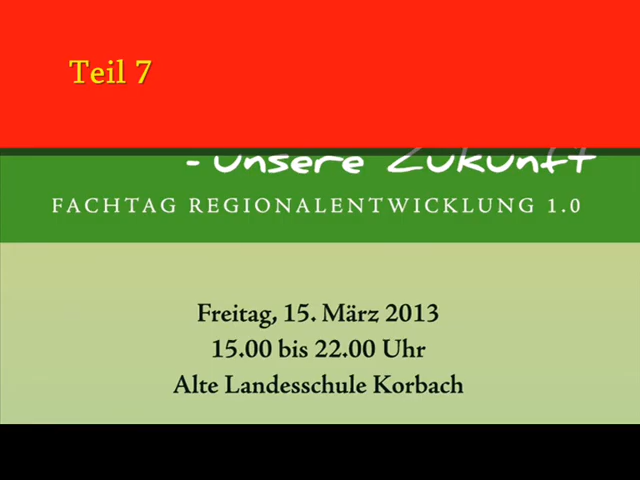 Teil 7
- unsere Zukunft
FACHTAG REGIONALENTWICKLUNG 1.0
Freitag, 15. März 2013
15.00 bis 22.00 Uhr
Alte Landesschule Korbach